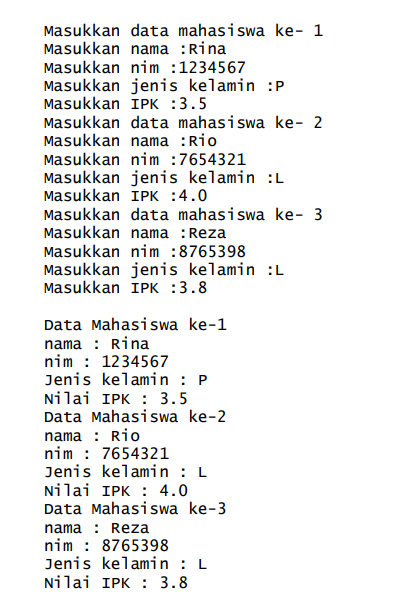 Masukkan data mahasiswa ke- 1
Masukkan nama :Rina
Masukkan nim :1234567
Masukkan jenis kelamin :P
Masukkan IPK :3.5
Masukkan data mahasiswa ke- 2
Masukkan nama :Rio
Masukkan nim :7654321
Masukkan jenis kelamin :L
Masukkan IPK :4.0
Masukkan data mahasiswa ke- 3
Masukkan nama :Reza
Masukkan nim :8765398
Masukkan jenis kelamin :L
Masukkan IPK :3.8

Data Mahasiswa ke-1
nama : Rina
nim : 1234567
Jenis kelamin : P
Nilai IPK : 3.5
Data Mahasiswa ke-2
nama : Rio
nim : 7654321
Jenis kelamin : L
Nilai IPK : 4.0
Data Mahasiswa ke-3
nama : Reza
nim : 8765398
Jenis kelamin : L
Nilai IPK : 3.8